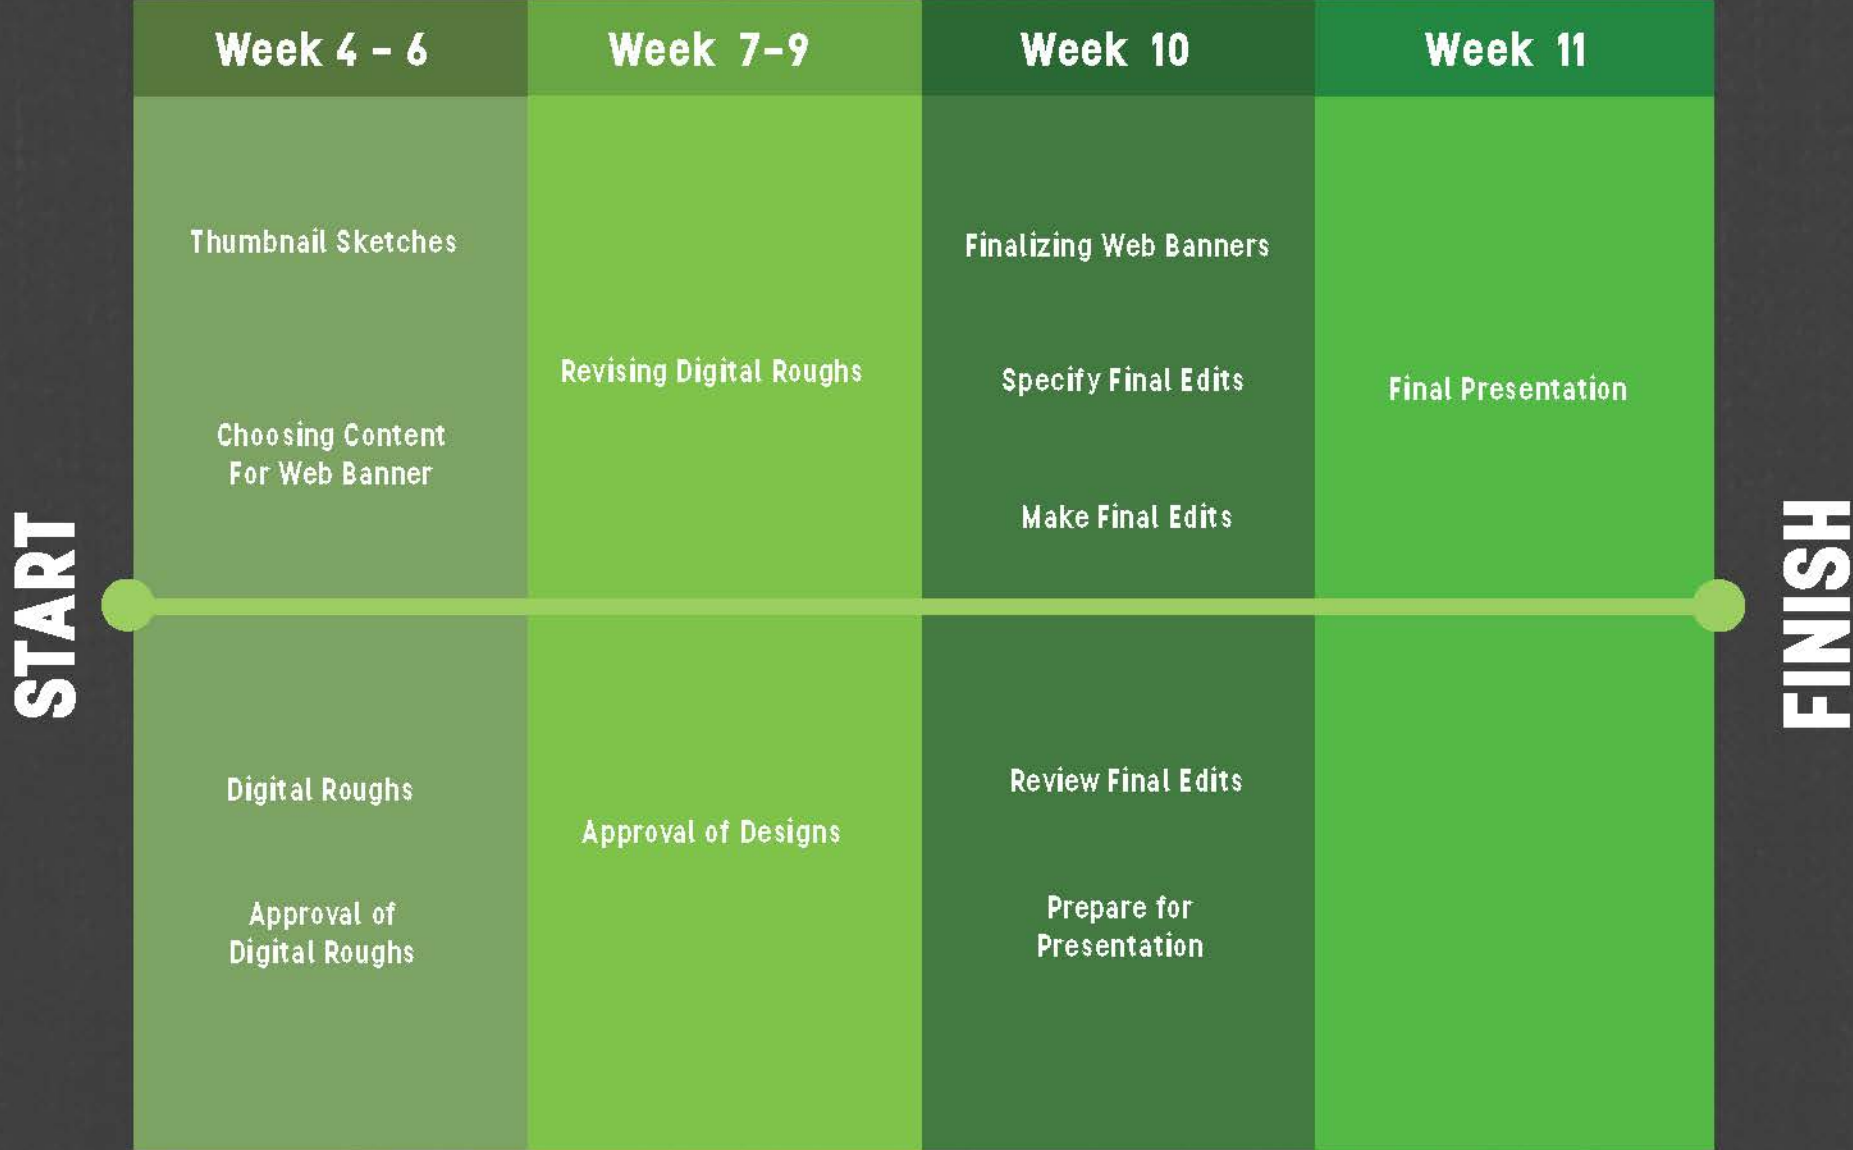 START
Week 4 - 6
Thumbnail Sketches
Choosing Content
For Web Banner
Digital Roughs
Approval of
Digital Roughs
Week 7-9
Revising Digital Roughs
Approval of Designs
Week 10
Finalizing Web Banners
Specify Final Edits
Make Final Edits
Review Final Edits
Prepare for
Presentation
Week 11
Final Presentation
FINISH